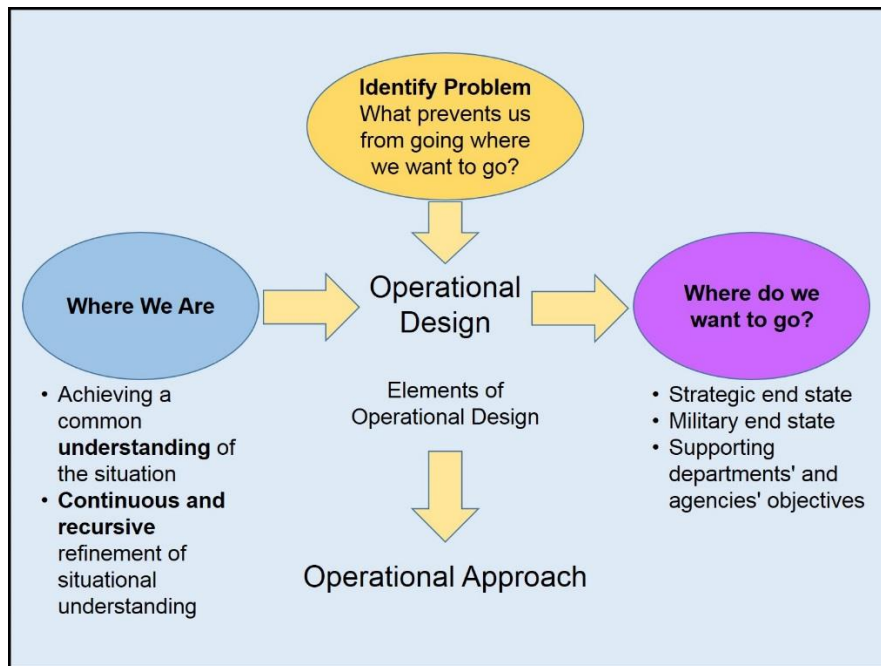 Identify Problem
What prevents us
from going where
we want to go?
Where We Are
Operational
Design
Where do we
want to go?
• Achieving a
common
understanding of
the situation
• Continuous and
recursive
refinement of
situational
understanding
Elements of
Operational Design
• Strategic end state
• Military end state
• Supporting
departments' and
agencies' objectives
Operational Approach